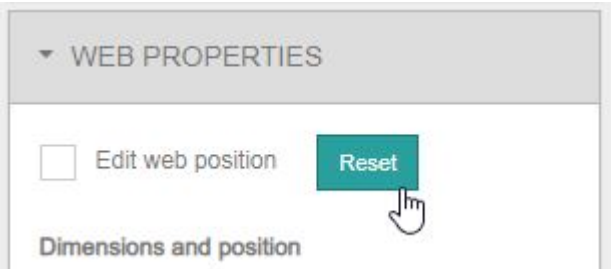 WEB PROPERTIES
Edit web position Reset
Dimensions and position